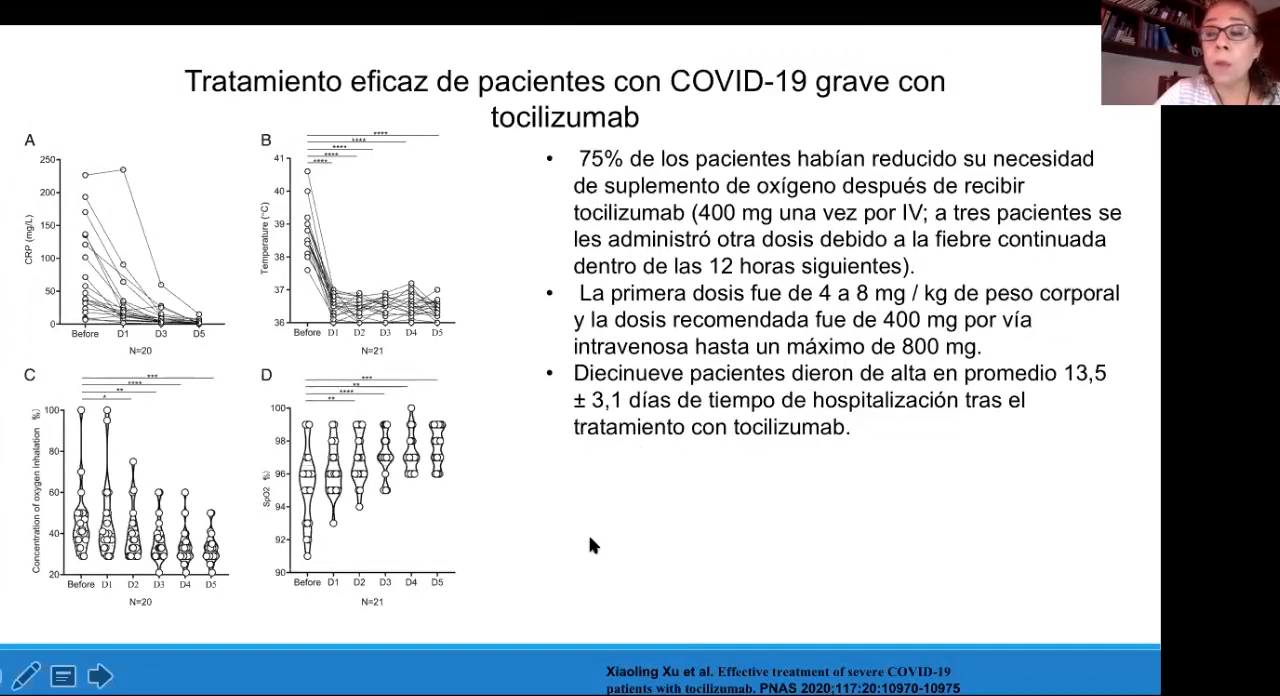 Tratamiento eficaz de pacientes con COVID-19 grave con
tocilizumab
A
250
200
150
100
50
0
CRP (mg/L)
Before D1 D3 D5
N=20
B
****
****
****
****
****
41
40
39
38
37
36
Temperature (°C)
Before D1 D2 D3 D4 D5
N=21
C
***
****
**
*
100
80
60
40
20
Concentration of oxygen inhalation (%)
Before D1 D2 D3 D4 D5
N=20
D
***
**
****
**
100
98
96
94
92
90
SpO2 (%)
Before D1 D2 D3 D4 D5
N=21
• 75% de los pacientes habían reducido su necesidad
de suplemento de oxígeno después de recibir
tocilizumab (400 mg una vez por IV; a tres pacientes se
les administró otra dosis debido a la fiebre continuada
dentro de las 12 horas siguientes).
• La primera dosis fue de 4 a 8 mg / kg de peso corporal
y la dosis recomendada fue de 400 mg por vía
intravenosa hasta un máximo de 800 mg.
• Diecinueve pacientes dieron de alta en promedio 13,5
± 3,1 días de tiempo de hospitalización tras el
tratamiento con tocilizumab.
Xiaoling Xu et al. Effective treatment of severe COVID-19
patients with tocilizumab. PNAS 2020;117:20:10970-10975